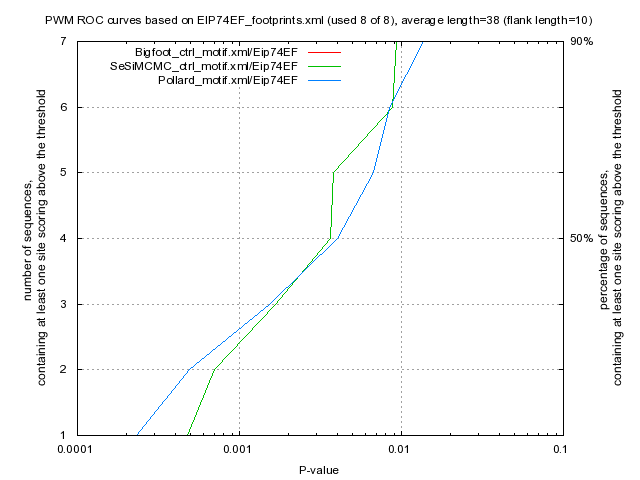 PWM ROC curves based on EIP74EF_footprints.xml (used 8 of 8), average length=38 (flank length=10)
Bigfoot_ctrl_motif.xml/Eip74EF
SeSiMCMC_ctrl_motif.xml/Eip74EF
Pollard_motif.xml/Eip74EF
7
6
5
4
3
2
1
90%
50%
number of sequences,
containing at least one site scoring above the threshold
percentage of sequences,
containing at least one site scoring above the threshold
0.0001
0.001
0.01
0.1
P-value